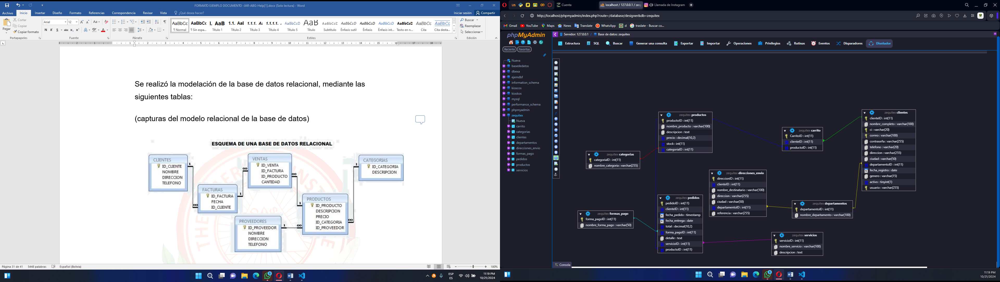 FORMATO EJEMPLO DOCUMENTO -JAR-ABG-Help[1].docx (Solo lectura) - Word
Archivo Inicio Insertar Diseño Formato Referencias Correspondencia Revisar Vista ¿Qué desea hacer? Iniciar sesión Compartir
Pegar
Cortar
Copiar
Copiar formato
Portapapeles
Arial 12
N K S abc x₂ x²
Fuente
Párrafo
AaBbCc AaBbCc I. AaB 1.1. AaE 1.1.1. A 1.1.1.1. A AaBbCcD AaB AaBbCcD AaBbCcD AaBbCcD AaBbCcD AaBbCcD AaBbCc AaBbCc
¶ Normal ¶ Sin espa... Título 1 Título 2 Título 3 Título 4 Título 5 Título Subtítulo Énfasis sutil Énfasis Énfasis int... Texto en n... Cita Cita desta...
Estilos
Buscar
Reemplazar
Seleccionar
Edición
Se realizó la modelación de la base de datos relacional, mediante las
siguientes tablas:
(capturas del modelo relacional de la base de datos)
ESQUEMA DE UNA BASE DE DATOS RELACIONAL
CLIENTES
ID_CLIENTE
NOMBRE
DIRECCION
TELEFONO
1
∞
FACTURAS
ID_FACTURA
FECHA
ID_CLIENTE
1
∞
VENTAS
ID_VENTA
ID_FACTURA
ID_PRODUCTO
CANTIDAD
∞
1
PROVEEDORES
ID_PROVEEDOR
NOMBRE
DIRECCION
TELEFONO
1
∞
PRODUCTOS
ID_PRODUCTO
DESCRIPCION
PRECIO
ID_CATEGORIA
ID_PROVEEDOR
∞
1
CATEGORIAS
ID_CATEGORIA
DESCRIPCION
Página 31 de 41 5448 palabras Español (Bolivia) 180%
ESP
ES
11:19 PM
10/21/2024
Cuenta localhost / 127.0.0.1 / zeq Llamada de Instagram
http://localhost/phpmyadmin/index.php?route=/database/designer&db=zequitex
Gmail YouTube Maps News Translate WhatsApp d traslate - Buscar co...
phpMyAdmin
Reciente Favoritas
Nueva
basededatos
dbexa
ejemdbf
information_schema
kioscos
kioskos
mysql
performance_schema
phpmyadmin
zequitex
Nueva
carrito
categorias
clientes
departamentos
direcciones_envio
formas_pago
pedidos
productos
servicios
Servidor: 127.0.0.1 / Base de datos: zequitex
Estructura SQL Buscar Generar una consulta Exportar Importar Operaciones Privilegios Rutinas Eventos Disparadores Diseñador
v zequitex categorias
categoriaID : int(11)
nombre_categoria : varchar(255)
v zequitex productos
productoID : int(11)
nombre_producto : varchar(100)
descripcion : text
precio : decimal(10,2)
stock : int(11)
categoriaID : int(11)
v zequitex carrito
CarritoID : int(11)
clienteID : int(11)
productoID : int(11)
v zequitex clientes
clienteID : int(11)
nombre_completo : varchar(100)
ci : varchar(20)
correo : varchar(100)
contraseña : varchar(255)
telefono : varchar(20)
direccion : varchar(255)
ciudad : varchar(50)
departamentoID : int(11)
fecha_registro : date
genero : varchar(15)
activo : tinyint(1)
usuario : varchar(255)
v zequitex direcciones_envio
direccionID : int(11)
clienteID : int(11)
nombre_destinatario : varchar(100)
direccion : varchar(255)
ciudad : varchar(50)
departamentoID : int(11)
referencia : varchar(255)
v zequitex formas_pago
forma_pagoID : int(11)
nombre_forma_pago : varchar(50)
v zequitex pedidos
pedidoID : int(11)
clienteID : int(11)
fecha_pedido : timestamp
fecha_entrega : date
total : decimal(10,2)
forma_pagoID : int(11)
detalle : text
servicioID : int(11)
productoID : int(11)
v zequitex departamentos
departamentoID : int(11)
nombre_departamento : varchar(100)
v zequitex servicios
servicioID : int(11)
nombre_servicio : varchar(100)
descripcion : text
Consola
11:19 PM
10/21/2024